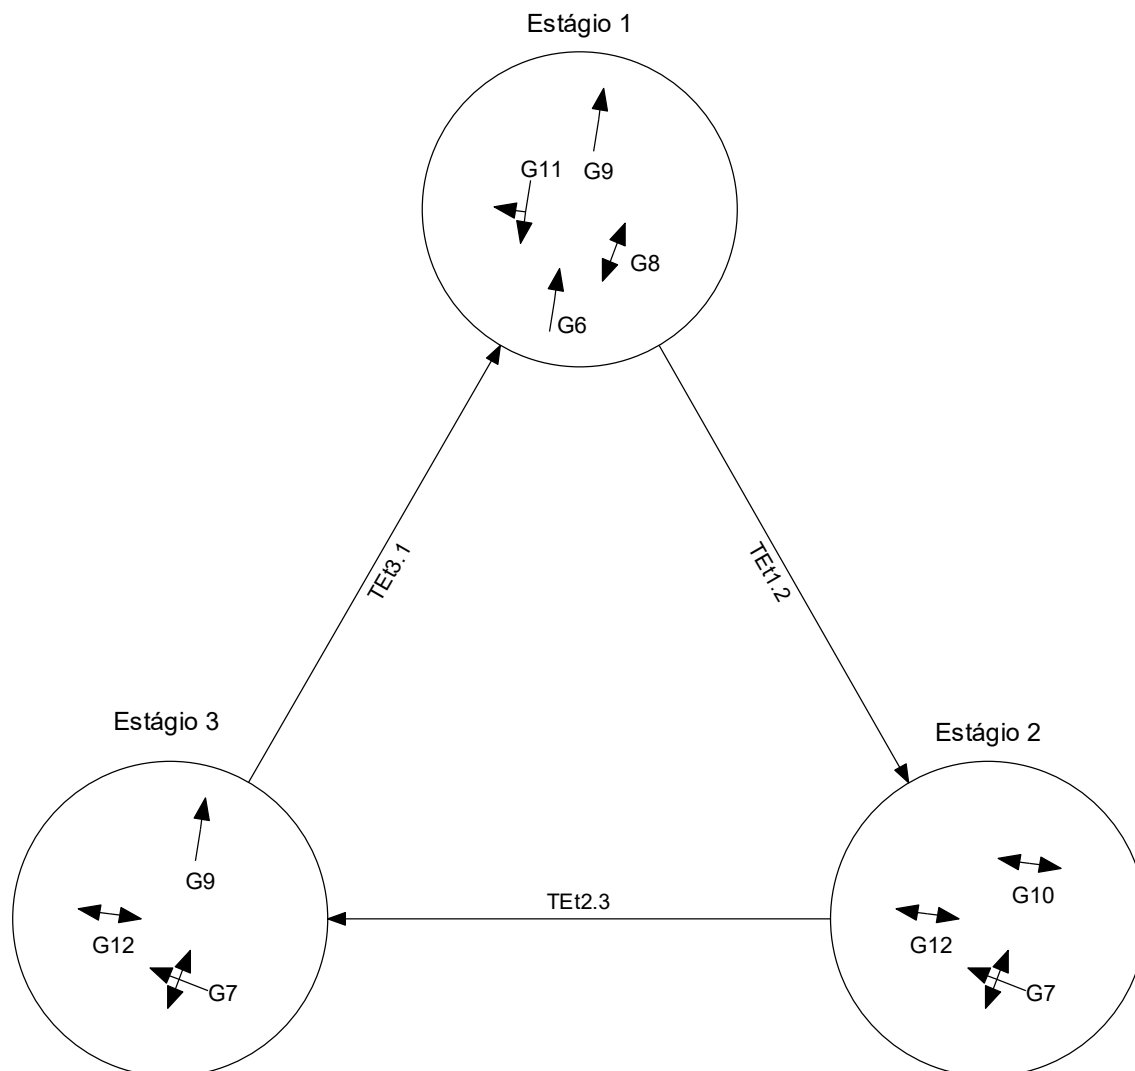 Estágio 1
G11
G9
G8
G6
TEt3.1
TEt1.2
Estágio 3
Estágio 2
G9
G12
G7
TEt2.3
G10
G12
G7